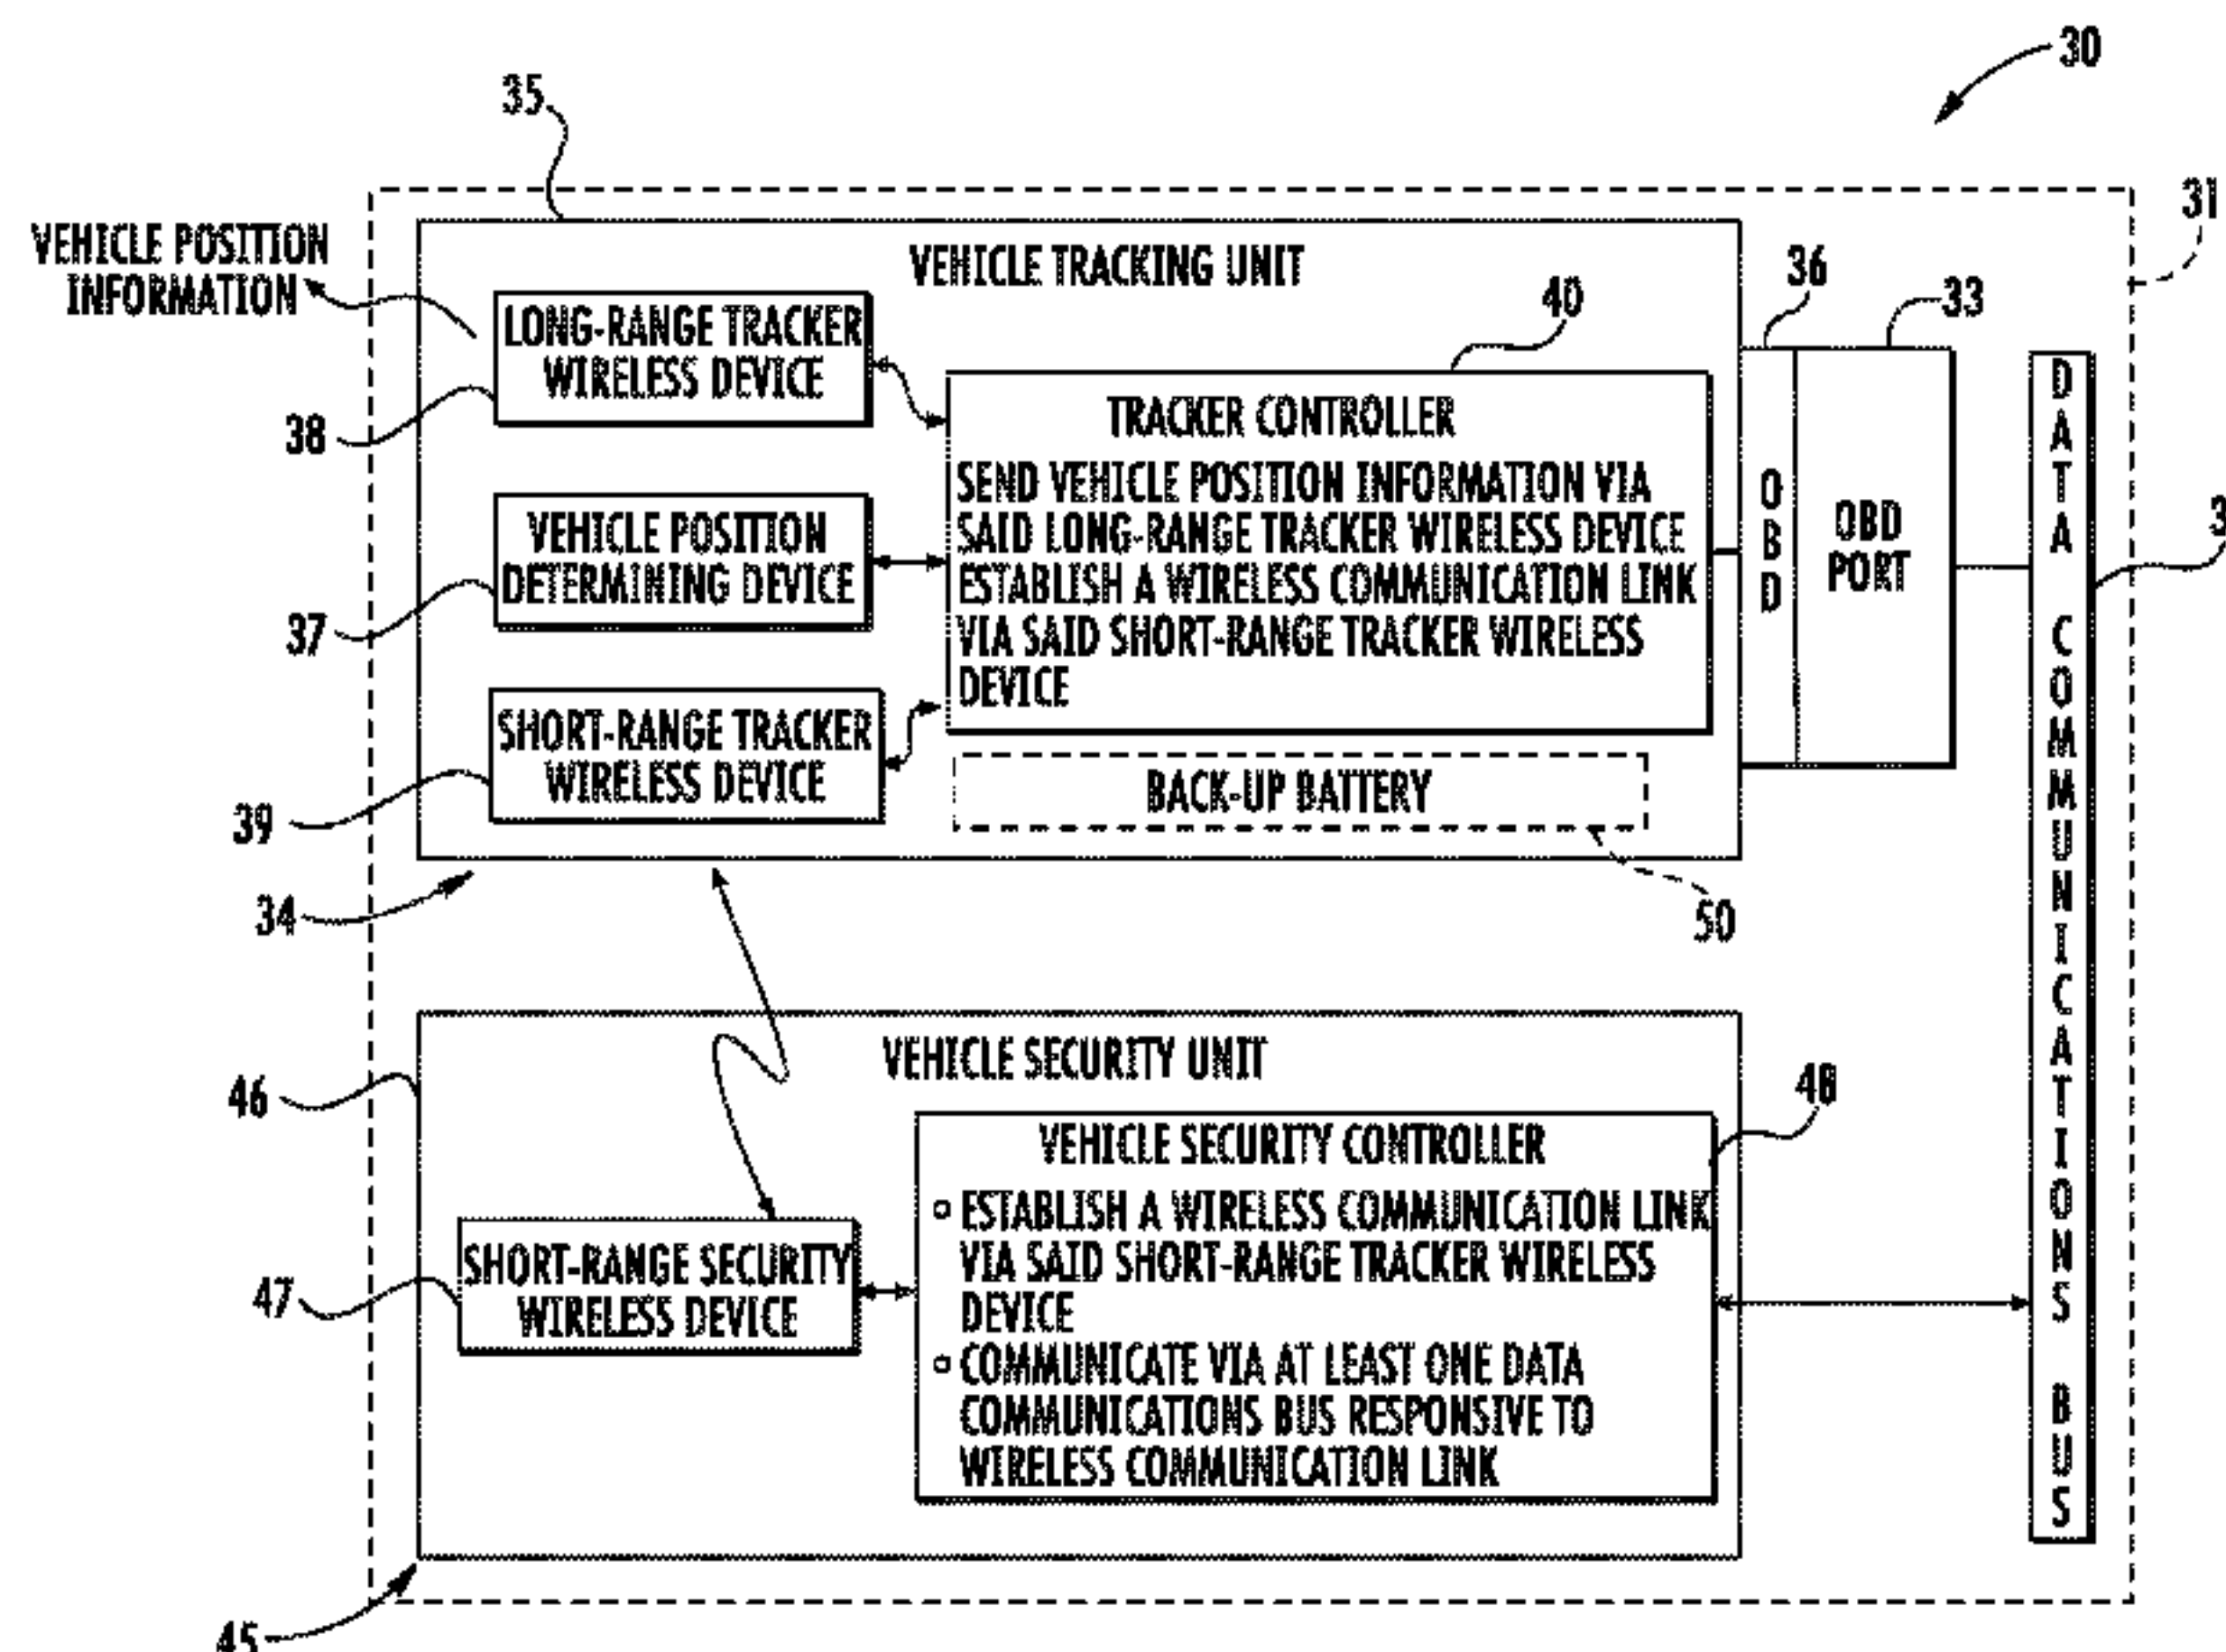 30
35
31
VEHICLE POSITION
INFORMATION
VEHICLE TRACKING UNIT
36
33
40
LONG-RANGE TRACKER
WIRELESS DEVICE
38
TRACKER CONTROLLER
SEND VEHICLE POSITION INFORMATION VIA
SAID LONG-RANGE TRACKER WIRELESS DEVICE
ESTABLISH A WIRELESS COMMUNICATION LINK
VIA SAID SHORT-RANGE TRACKER WIRELESS
DEVICE
VEHICLE POSITION
DETERMINING DEVICE
37
OBD
OBD
PORT
DATA COMMUNICATIONS BUS
SHORT-RANGE TRACKER
WIRELESS DEVICE
39
BACK-UP BATTERY
34
50
VEHICLE SECURITY UNIT
46
48
VEHICLE SECURITY CONTROLLER
o ESTABLISH A WIRELESS COMMUNICATION LINK
VIA SAID SHORT-RANGE TRACKER WIRELESS
DEVICE
o COMMUNICATE VIA AT LEAST ONE DATA
COMMUNICATIONS BUS RESPONSIVE TO
WIRELESS COMMUNICATION LINK
SHORT-RANGE SECURITY
WIRELESS DEVICE
47
45